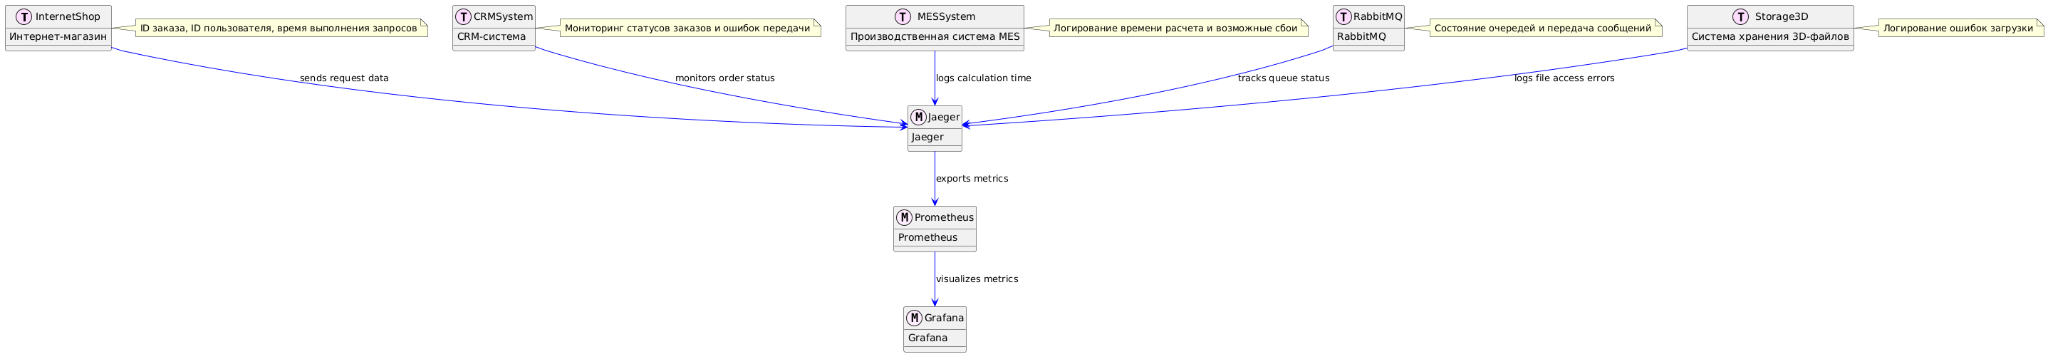 T InternetShop
Интернет-магазин
ID заказа, ID пользователя, время выполнения запросов
T CRMSystem
CRM-система
Мониторинг статусов заказов и ошибок передачи
T MESSystem
Производственная система MES
Логирование времени расчета и возможные сбои
T RabbitMQ
RabbitMQ
Состояние очередей и передача сообщений
T Storage3D
Система хранения 3D-файлов
Логирование ошибок загрузки
sends request data
monitors order status
logs calculation time
tracks queue status
logs file access errors
M Jaeger
Jaeger
exports metrics
M Prometheus
Prometheus
visualizes metrics
M Grafana
Grafana